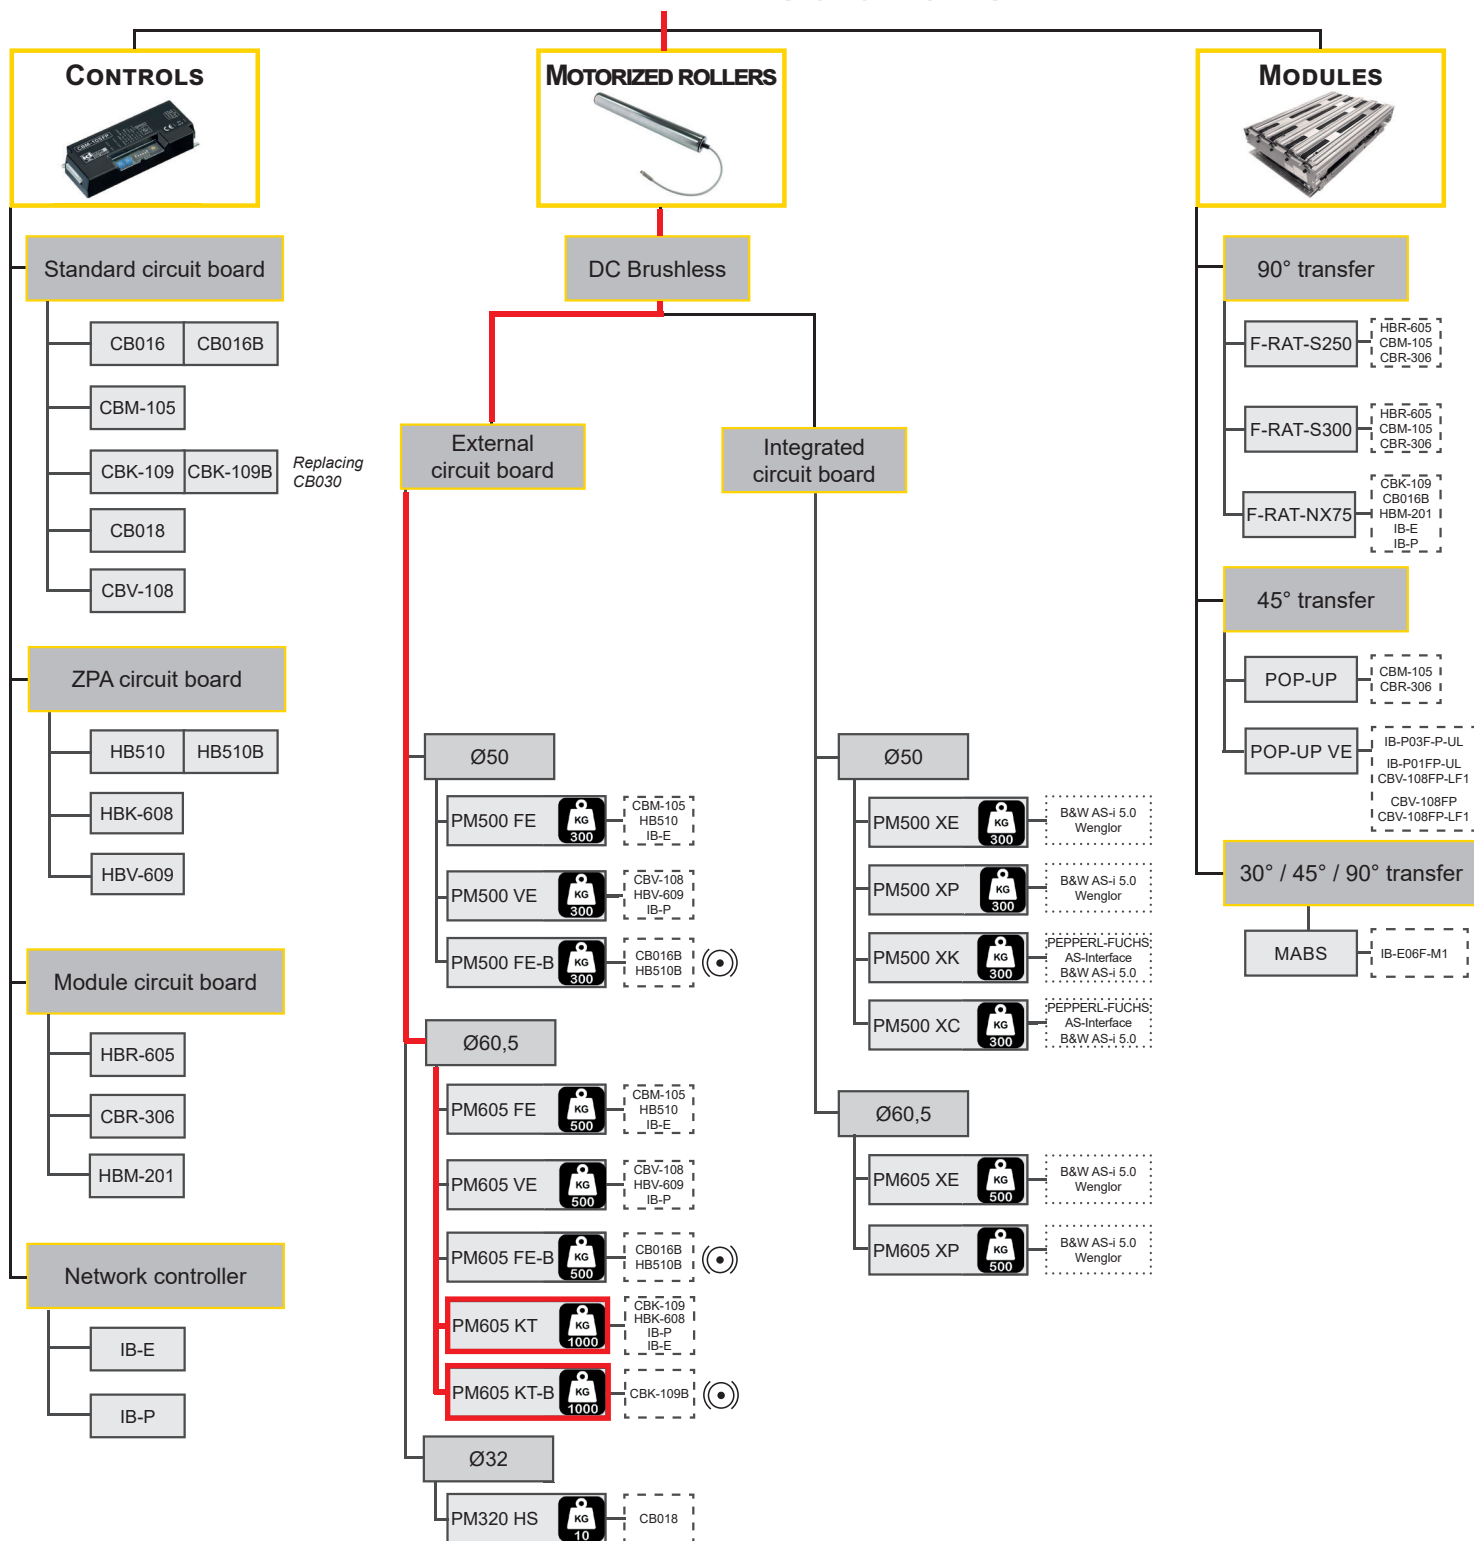 CONTROLS
CBM-105FP
Standard circuit board
CB016
CB016B
CBM-105
CBK-109
CBK-109B
Replacing
CB030
CB018
CBV-108
ZPA circuit board
HB510
HB510B
HBK-608
HBV-609
Module circuit board
HBR-605
CBR-306
HBM-201
Network controller
IB-E
IB-P
MOTORIZED ROLLERS
DC Brushless
External
circuit board
Ø50
PM500 FE
KG
300
CBM-105
HB510
IB-E
PM500 VE
KG
300
CBV-108
HBV-609
IB-P
PM500 FE-B
KG
300
CB016B
HB510B
Ø60,5
PM605 FE
KG
500
CBM-105
HB510
IB-E
PM605 VE
KG
500
CBV-108
HBV-609
IB-P
PM605 FE-B
KG
500
CB016B
HB510B
PM605 KT
KG
1000
CBK-109
HBK-608
IB-P
IB-E
PM605 KT-B
KG
1000
CBK-109B
Ø32
PM320 HS
KG
10
CB018
Integrated
circuit board
Ø50
PM500 XE
KG
300
B&W AS-i 5.0
Wenglor
PM500 XP
KG
300
B&W AS-i 5.0
Wenglor
PM500 XK
KG
300
PEPPERL-FUCHS
AS-Interface
B&W AS-i 5.0
PM500 XC
KG
300
PEPPERL-FUCHS
AS-Interface
B&W AS-i 5.0
Ø60,5
PM605 XE
KG
500
B&W AS-i 5.0
Wenglor
PM605 XP
KG
500
B&W AS-i 5.0
Wenglor
MODULES
90° transfer
F-RAT-S250
HBR-605
CBM-105
CBR-306
F-RAT-S300
HBR-605
CBM-105
CBR-306
F-RAT-NX75
CBK-109
CB016B
HBM-201
IB-E
IB-P
45° transfer
POP-UP
CBM-105
CBR-306
POP-UP VE
IB-P03F-P-UL
IB-P01FP-UL
CBV-108FP-LF1
CBV-108FP
CBV-108FP-LF1
30° / 45° / 90° transfer
MABS
IB-E06F-M1